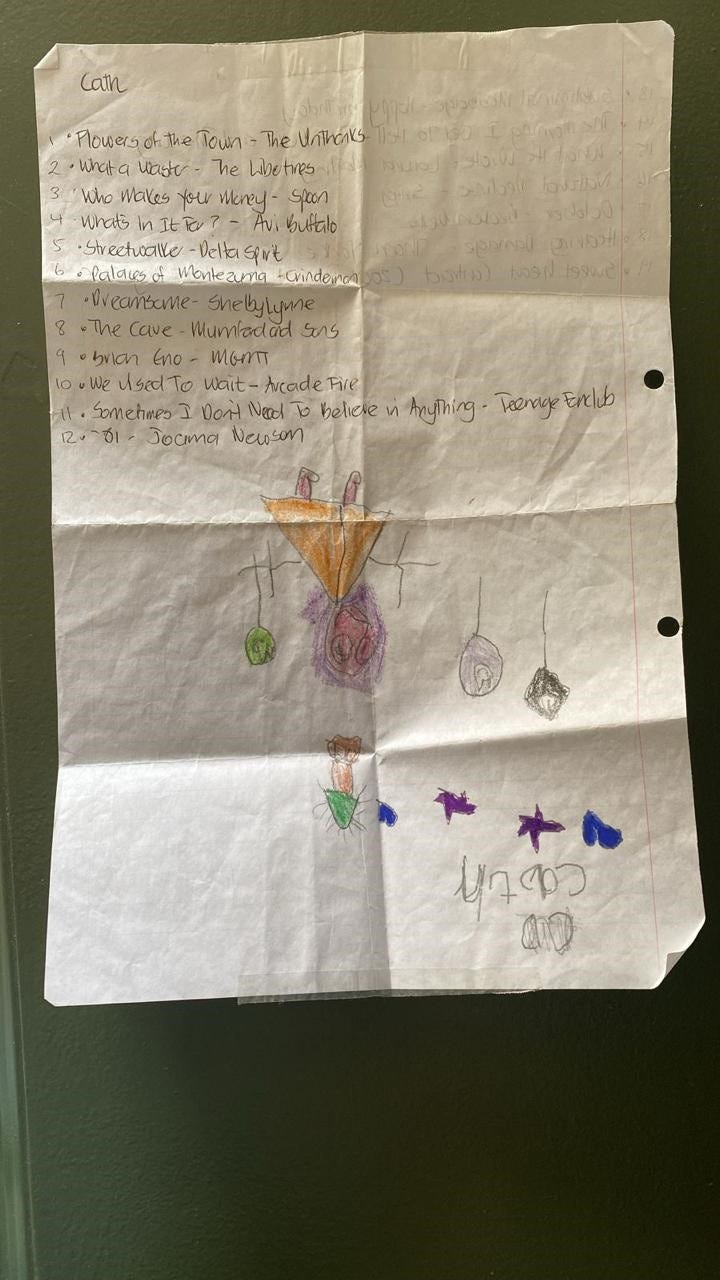 Cath
1 • Flowers of the Town - The Unthanks
2 • What a Waster - The Libertines
3 • Who Makes Your Money - Spoon
4 • What's In It For? - Avi Buffalo
5 • Streetwalker - Delta Spirit
6 • Palaces of Montezuma - Grinderman
7 • Dreamsome - Shelby Lynne
8 • The Cave - Mumford and Sons
9 • Brian Eno - MGMT
10 • We Used To Wait - Arcade Fire
11 • Sometimes I Don't Need To Believe in Anything - Teenage Fanclub
12 • '81 - Joanna Newsom
cath